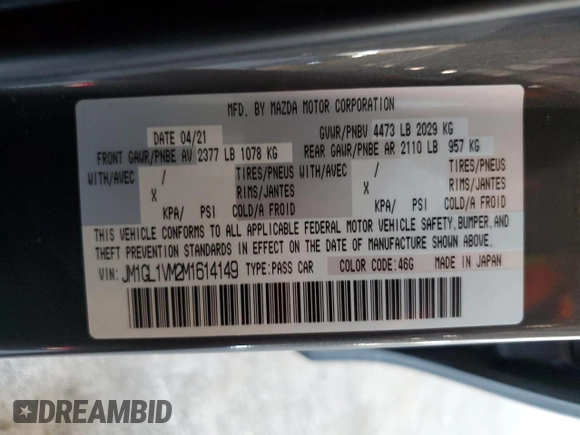 MFD. BY MAZDA MOTOR CORPORATION
DATE 04/21 GVWR/PNBV 4473 LB 2029 KG
FRONT GAWR/PNBE AV 2377 LB 1078 KG REAR GAWR/PNBE AR 2110 LB 957 KG
WITH/AVEC / TIRES/PNEUS WITH/AVEC / TIRES/PNEUS
X RIMS/JANTES X RIMS/JANTES
KPA/ PSI COLD/A FROID KPA/ PSI COLD/A FROID
THIS VEHICLE CONFORMS TO ALL APPLICABLE FEDERAL MOTOR VEHICLE SAFETY, BUMPER, AND
THEFT PREVENTION STANDARDS IN EFFECT ON THE DATE OF MANUFACTURE SHOWN ABOVE.
VIN: JM1GL1VM2M1614149 TYPE:PASS CAR COLOR CODE:46G MADE IN JAPAN
DREAMBID